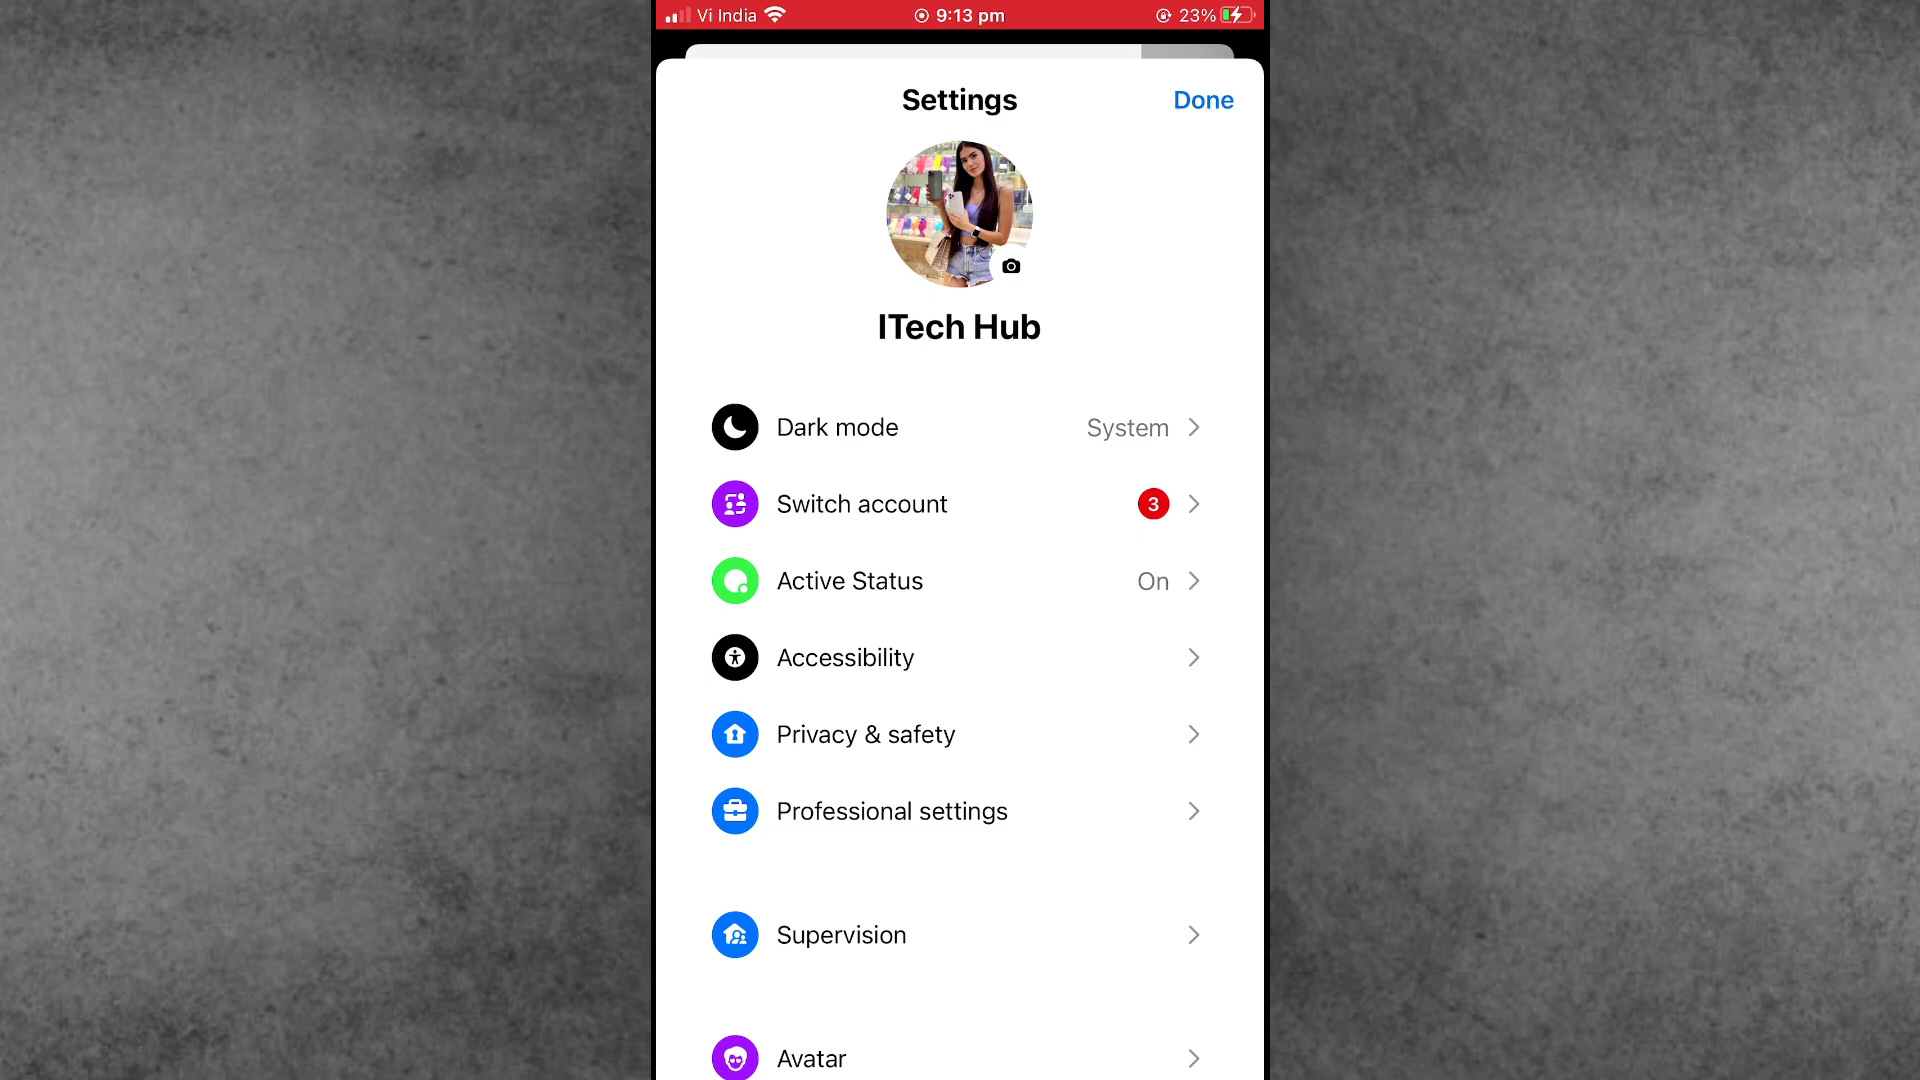 Vi India 9:13 pm 23%
Settings Done
ITech Hub
Dark mode System
Switch account 3
Active Status On
Accessibility
Privacy & safety
Professional settings
Supervision
Avatar